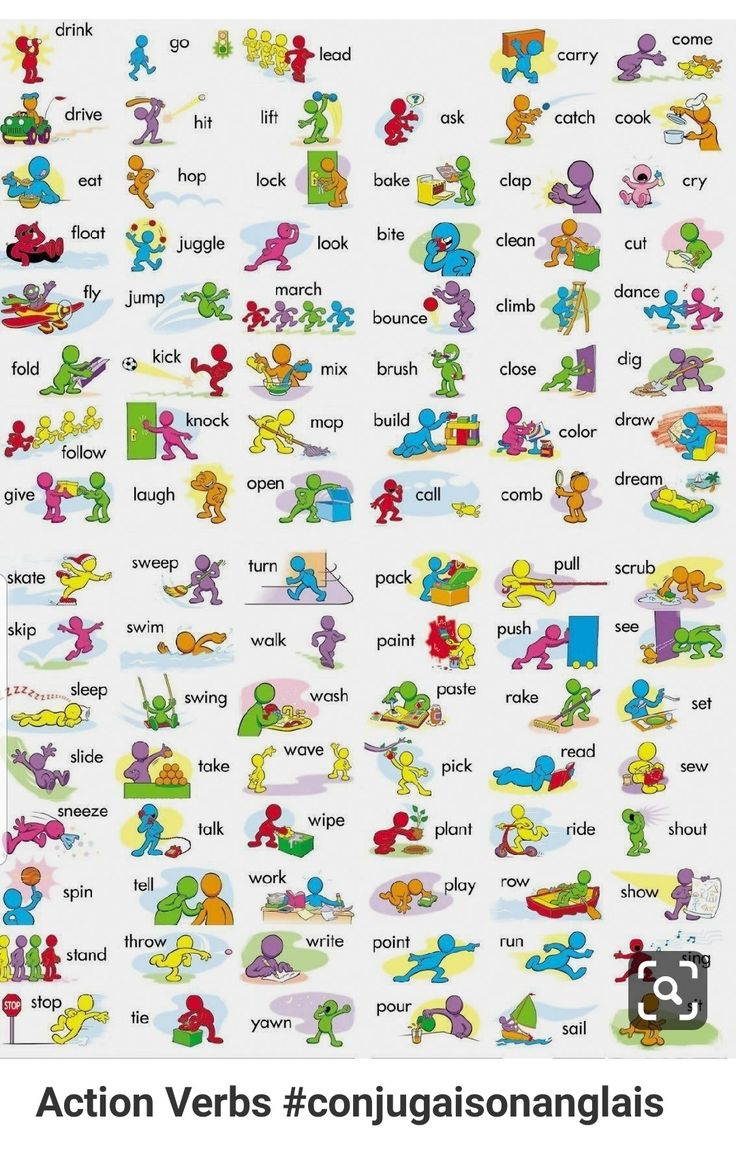 drink
go
lead
carry
come
drive
hit
lift
?
ask
catch
cook
eat
hop
lock
bake
clap
cry
float
juggle
look
bite
clean
cut
fly
jump
march
bounce
climb
dance
fold
kick
mix
brush
close
dig
follow
knock
mop
build
color
draw
give
laugh
open
call
comb
dream
skate
sweep
turn
pack
pull
scrub
skip
swim
walk
paint
push
see
zzzzzzzzzz
sleep
swing
wash
paste
rake
set
slide
take
wave
pick
read
sew
sneeze
talk
wipe
plant
ride
shout
spin
tell
work
play
row
show
stand
throw
write
point
run
sing
STOP
stop
tie
yawn
pour
sail
sit
Action Verbs #conjugaisonanglais